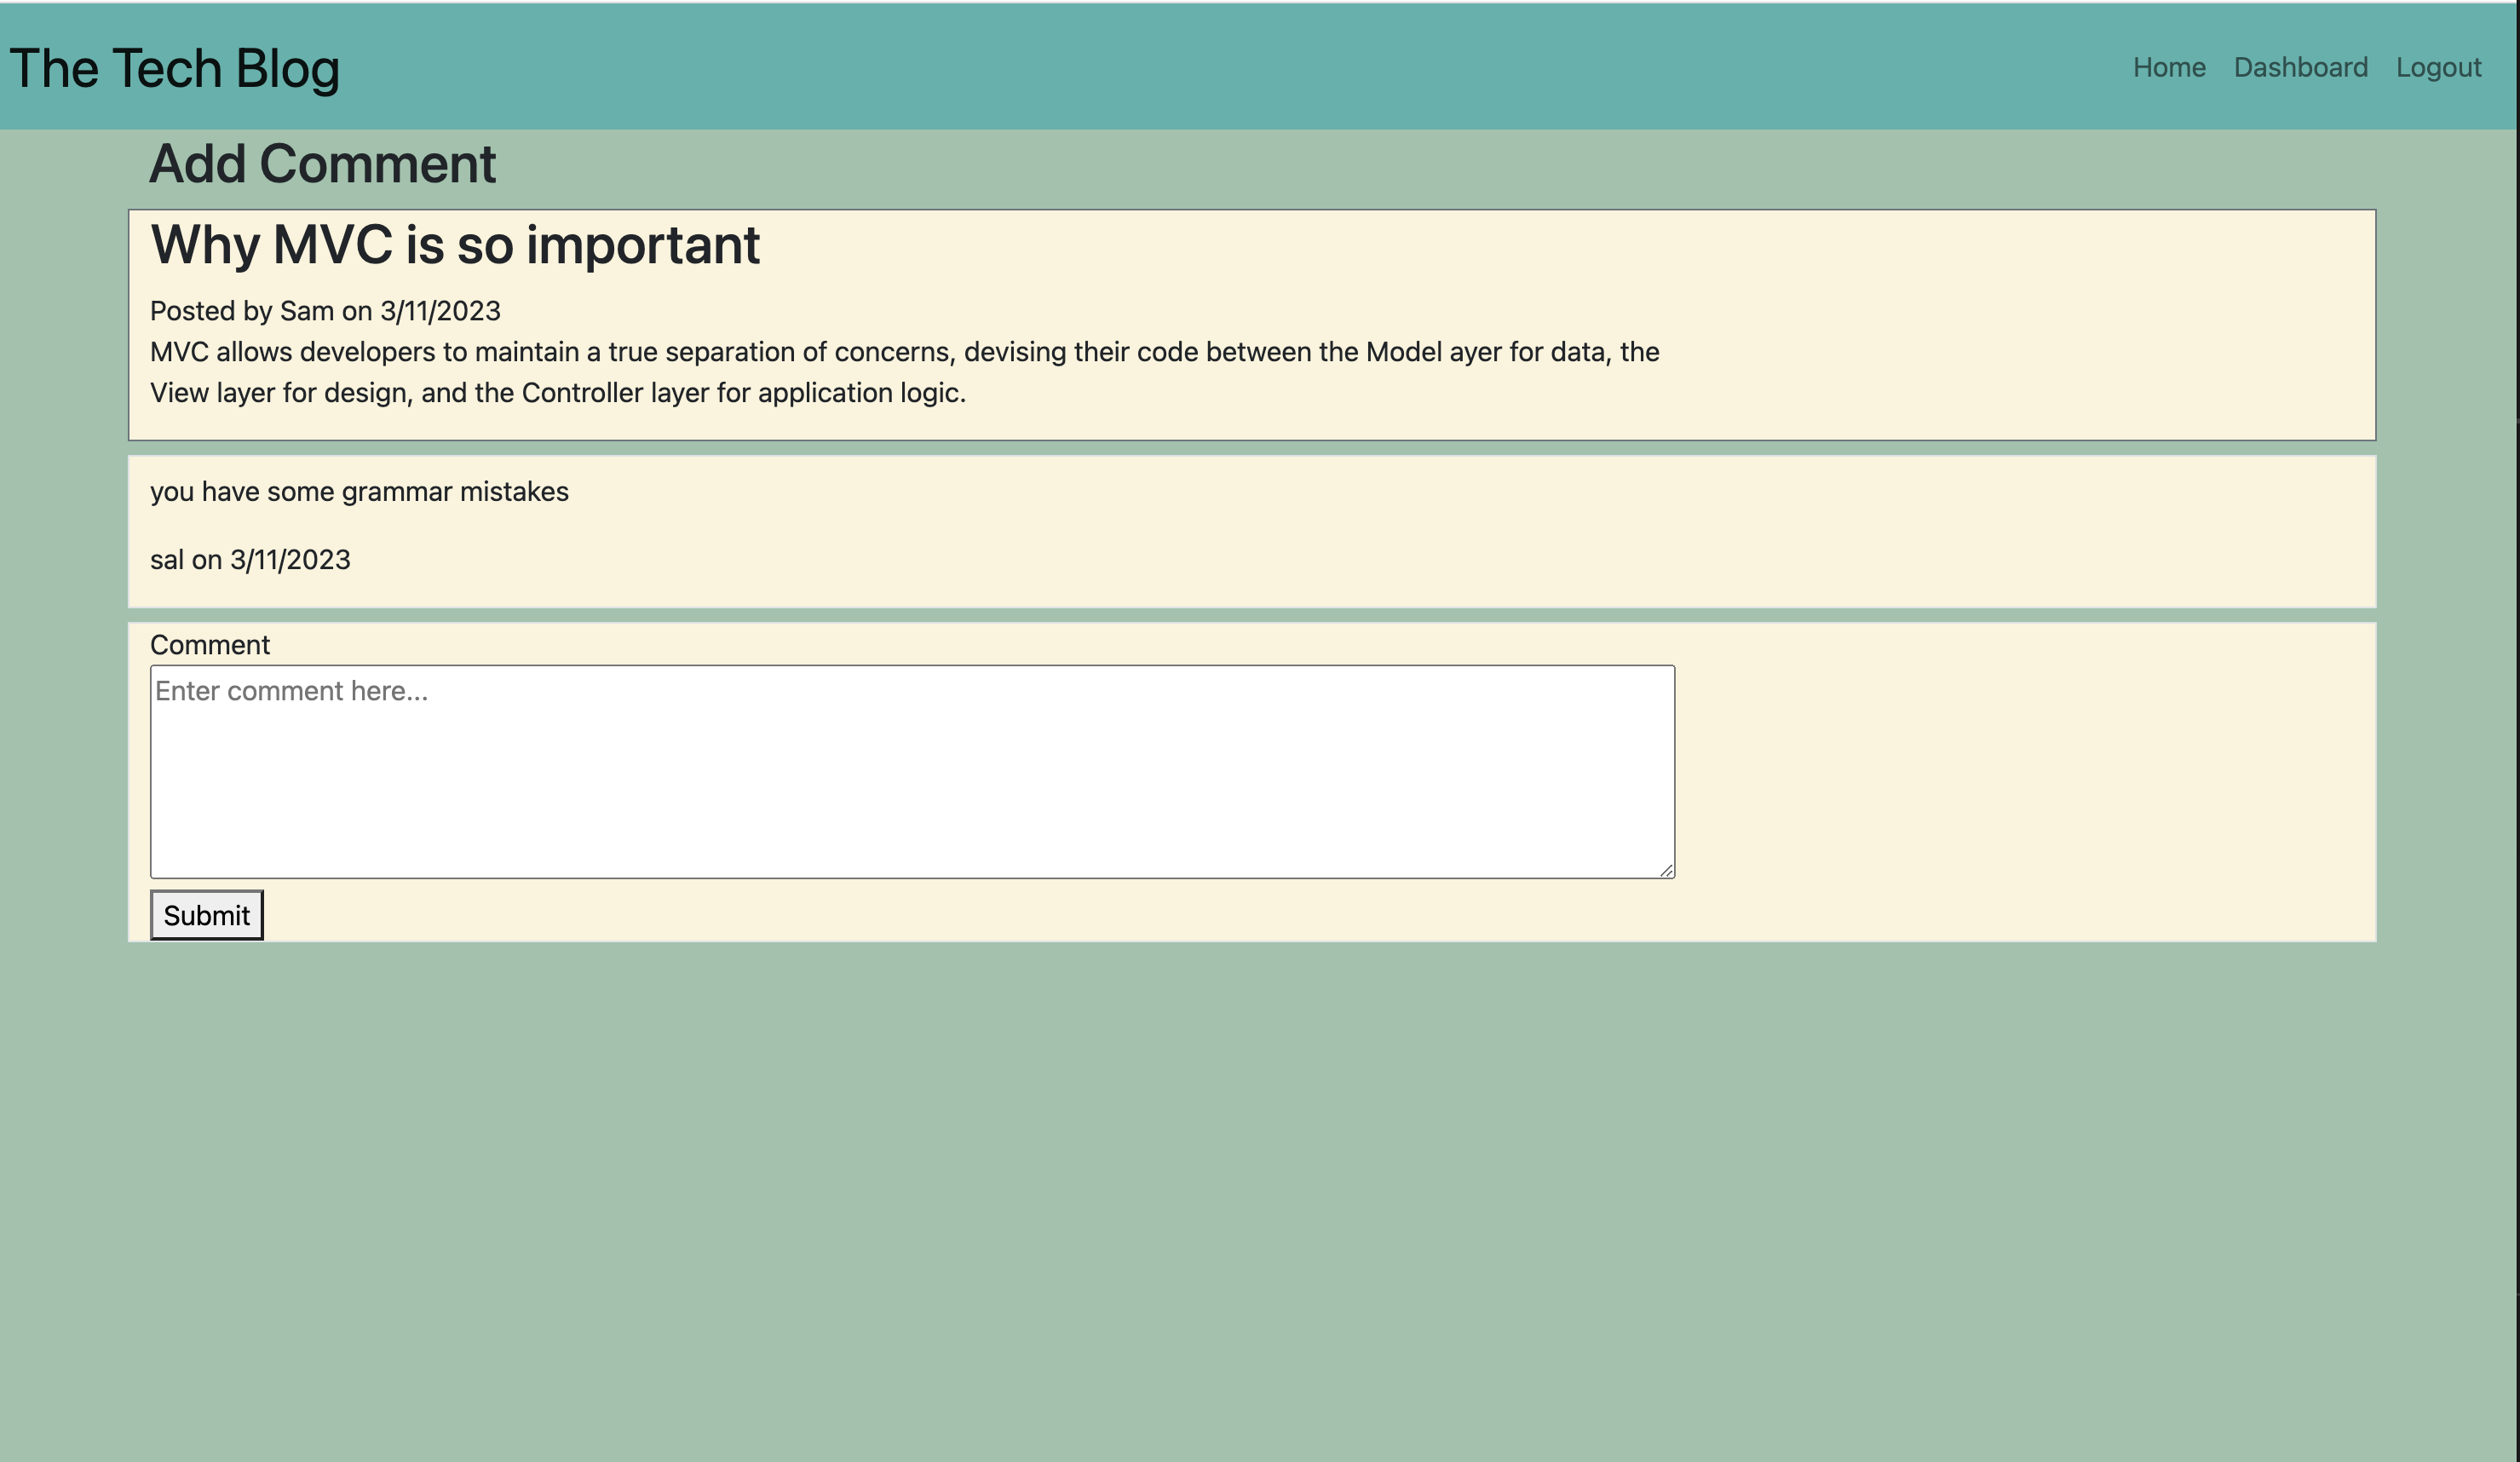 The Tech Blog
Home Dashboard Logout
Add Comment
Why MVC is so important
Posted by Sam on 3/11/2023
MVC allows developers to maintain a true separation of concerns, devising their code between the Model ayer for data, the
View layer for design, and the Controller layer for application logic.
you have some grammar mistakes
sal on 3/11/2023
Comment
Enter comment here...
Submit